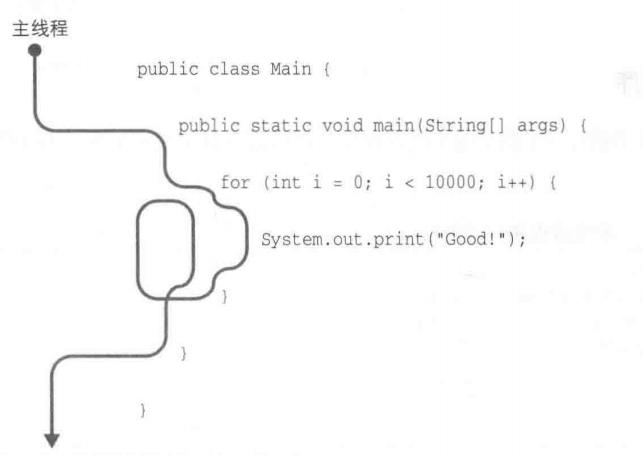 主线程
public class Main {
public static void main(String[] args) {
for (int i = 0; i < 10000; i++) {
System.out.print("Good!");
}
}
}